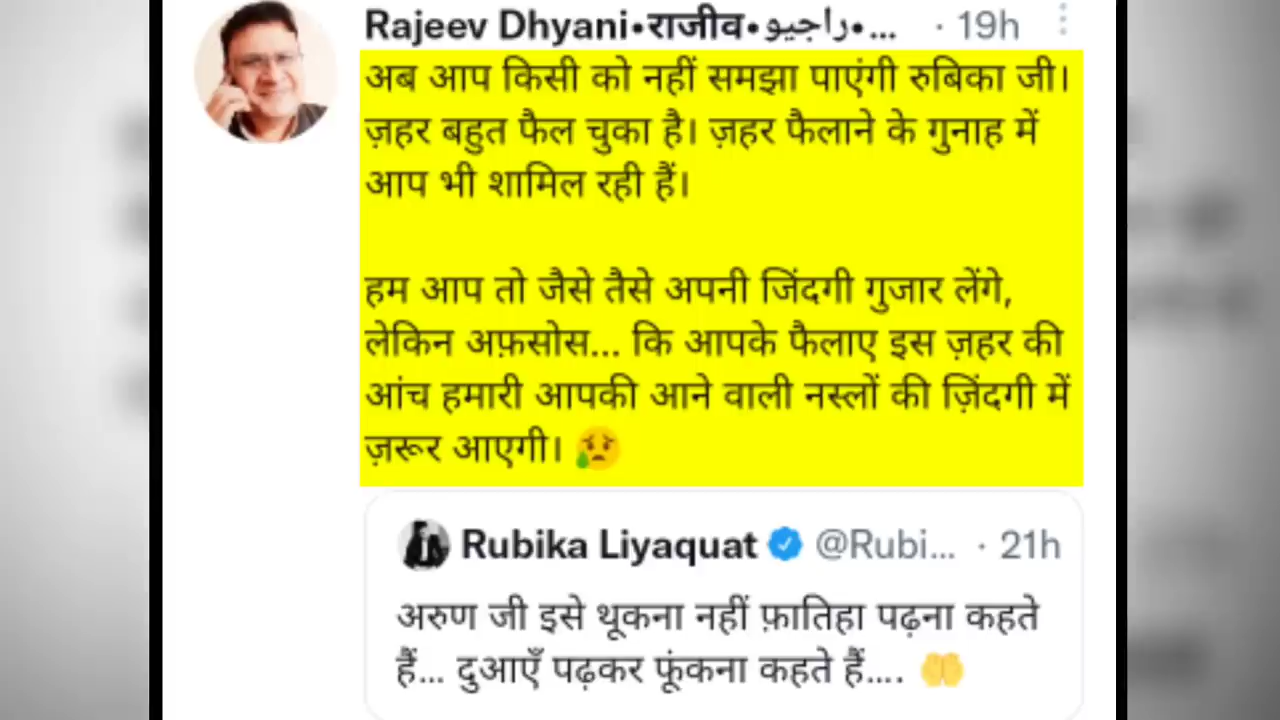 Rajeev Dhyani•राजीव•راجیو•... · 19h
अब आप किसी को नहीं समझा पाएंगी रुबिका जी।
ज़हर बहुत फैल चुका है। ज़हर फैलाने के गुनाह में
आप भी शामिल रही हैं।
हम आप तो जैसे तैसे अपनी जिंदगी गुजार लेंगे,
लेकिन अफ़सोस... कि आपके फैलाए इस ज़हर की
आंच हमारी आपकी आने वाली नस्लों की ज़िंदगी में
ज़रूर आएगी। 😥
Rubika Liyaquat @Rubi... · 21h
अरुण जी इसे थूकना नहीं फ़ातिहा पढ़ना कहते
हैं... दुआएँ पढ़कर फूंकना कहते हैं.... 🤲